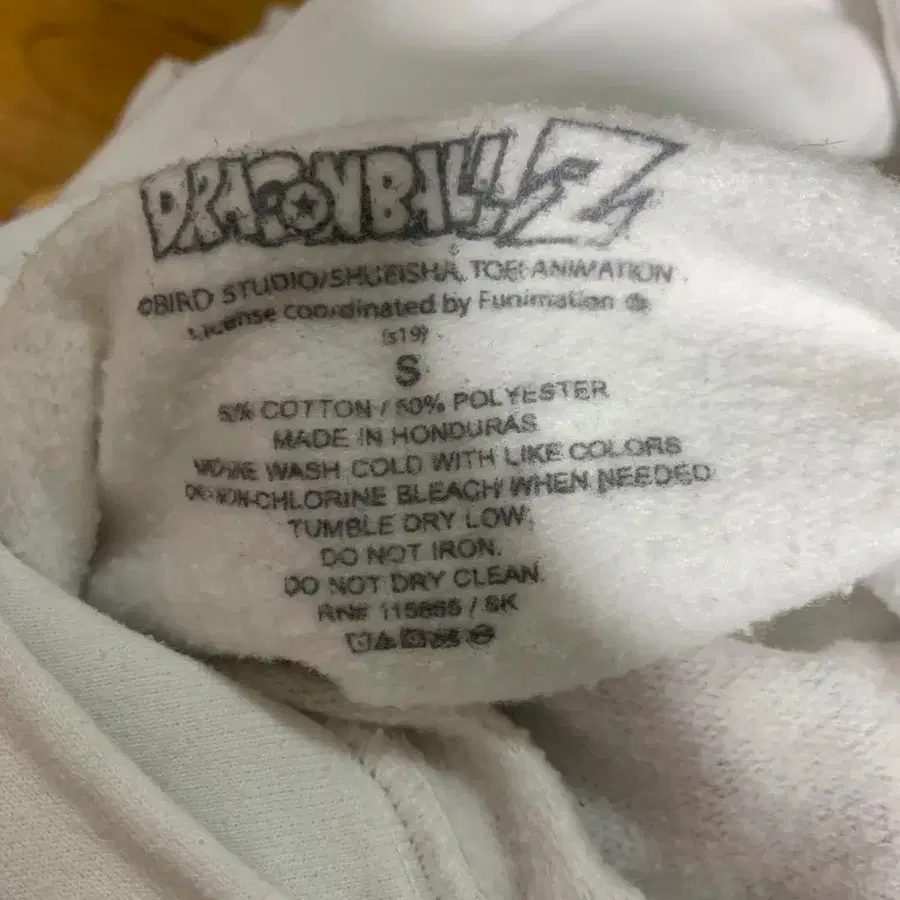 DRAGONBALL Z
©BIRD STUDIO/SHUEISHA, TOEI ANIMATION
License coordinated by Funimation ®
(s19)
S
50% COTTON / 50% POLYESTER
MADE IN HONDURAS
MACHINE WASH COLD WITH LIKE COLORS
ONLY NON-CHLORINE BLEACH WHEN NEEDED
TUMBLE DRY LOW.
DO NOT IRON.
DO NOT DRY CLEAN.
RN# / SK